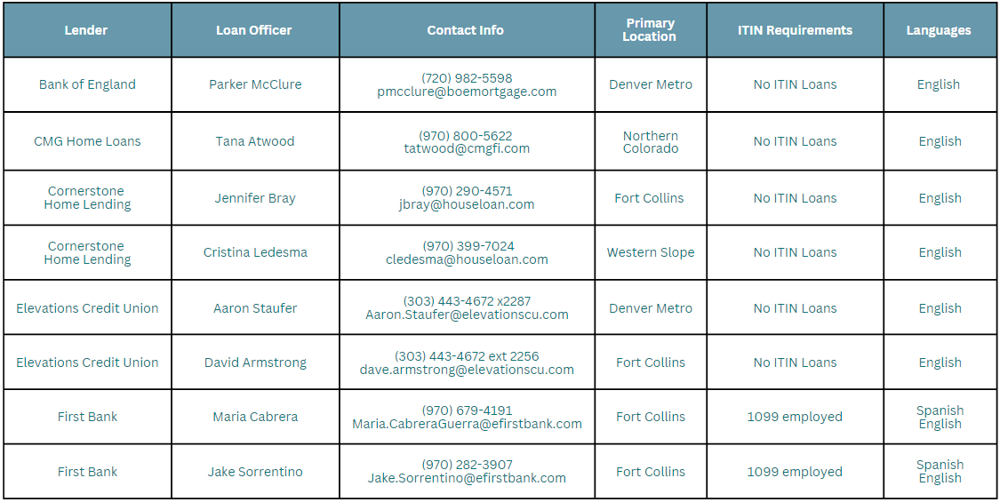 Lender
Loan Officer
Contact Info
Primary
Location
ITIN Requirements
Languages
Bank of England
Parker McClure
(720) 982-5598
pmcclure@boemortgage.com
Denver Metro
No ITIN Loans
English
CMG Home Loans
Tana Atwood
(970) 800-5622
tatwood@cmgfi.com
Northern
Colorado
No ITIN Loans
English
Cornerstone
Home Lending
Jennifer Bray
(970) 290-4571
jbray@houseloan.com
Fort Collins
No ITIN Loans
English
Cornerstone
Home Lending
Cristina Ledesma
(970) 399-7024
cledesma@houseloan.com
Western Slope
No ITIN Loans
English
Elevations Credit Union
Aaron Staufer
(303) 443-4672 x2287
Aaron.Staufer@elevationscu.com
Denver Metro
No ITIN Loans
English
Elevations Credit Union
David Armstrong
(303) 443-4672 ext 2256
dave.armstrong@elevationscu.com
Fort Collins
No ITIN Loans
English
First Bank
Maria Cabrera
(970) 679-4191
Maria.CabreraGuerra@efirstbank.com
Fort Collins
1099 employed
Spanish
English
First Bank
Jake Sorrentino
(970) 282-3907
Jake.Sorrentino@efirstbank.com
Fort Collins
1099 employed
Spanish
English